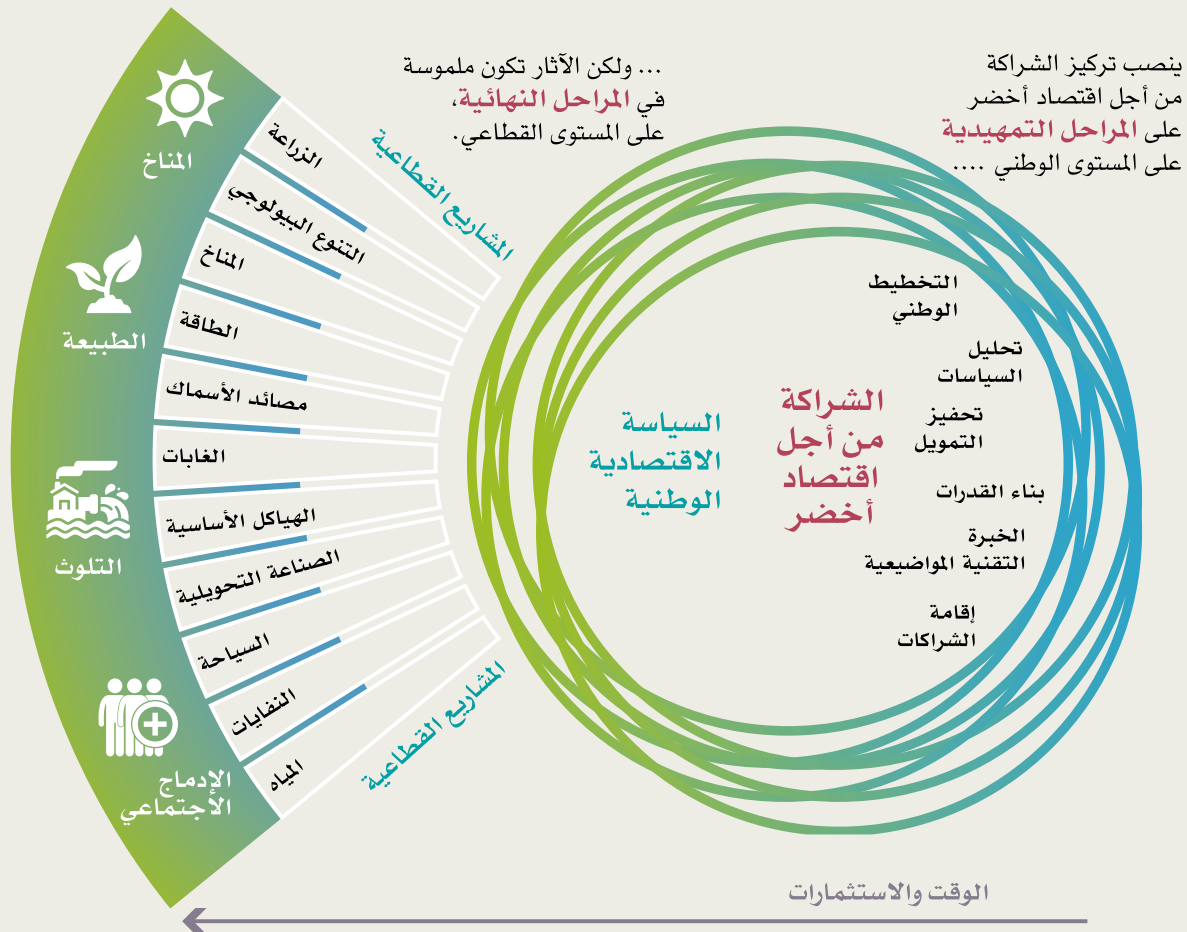 ينصب تركيز الشراكة
من أجل اقتصاد أخضر
على المراحل التمهيدية
على المستوى الوطني ....
... ولكن الآثار تكون ملموسة
في المراحل النهائية،
على المستوى القطاعي.
التخطيط
الوطني
تحليل
السياسات
تحفيز
التمويل
بناء القدرات
الخبرة
التقنية المواضيعية
إقامة
الشراكات
الشراكة
من أجل
اقتصاد
أخضر
السياسة
الاقتصادية
الوطنية
المشاريع القطاعية
الزراعة
التنوع البيولوجي
المناخ
الطاقة
مصائد الأسماك
الغابات
الهياكل الأساسية
الصناعة التحويلية
السياحة
النفايات
المياه
المشاريع القطاعية
المناخ
الطبيعة
التلوث
الإدماج
الاجتماعي
الوقت والاستثمارات